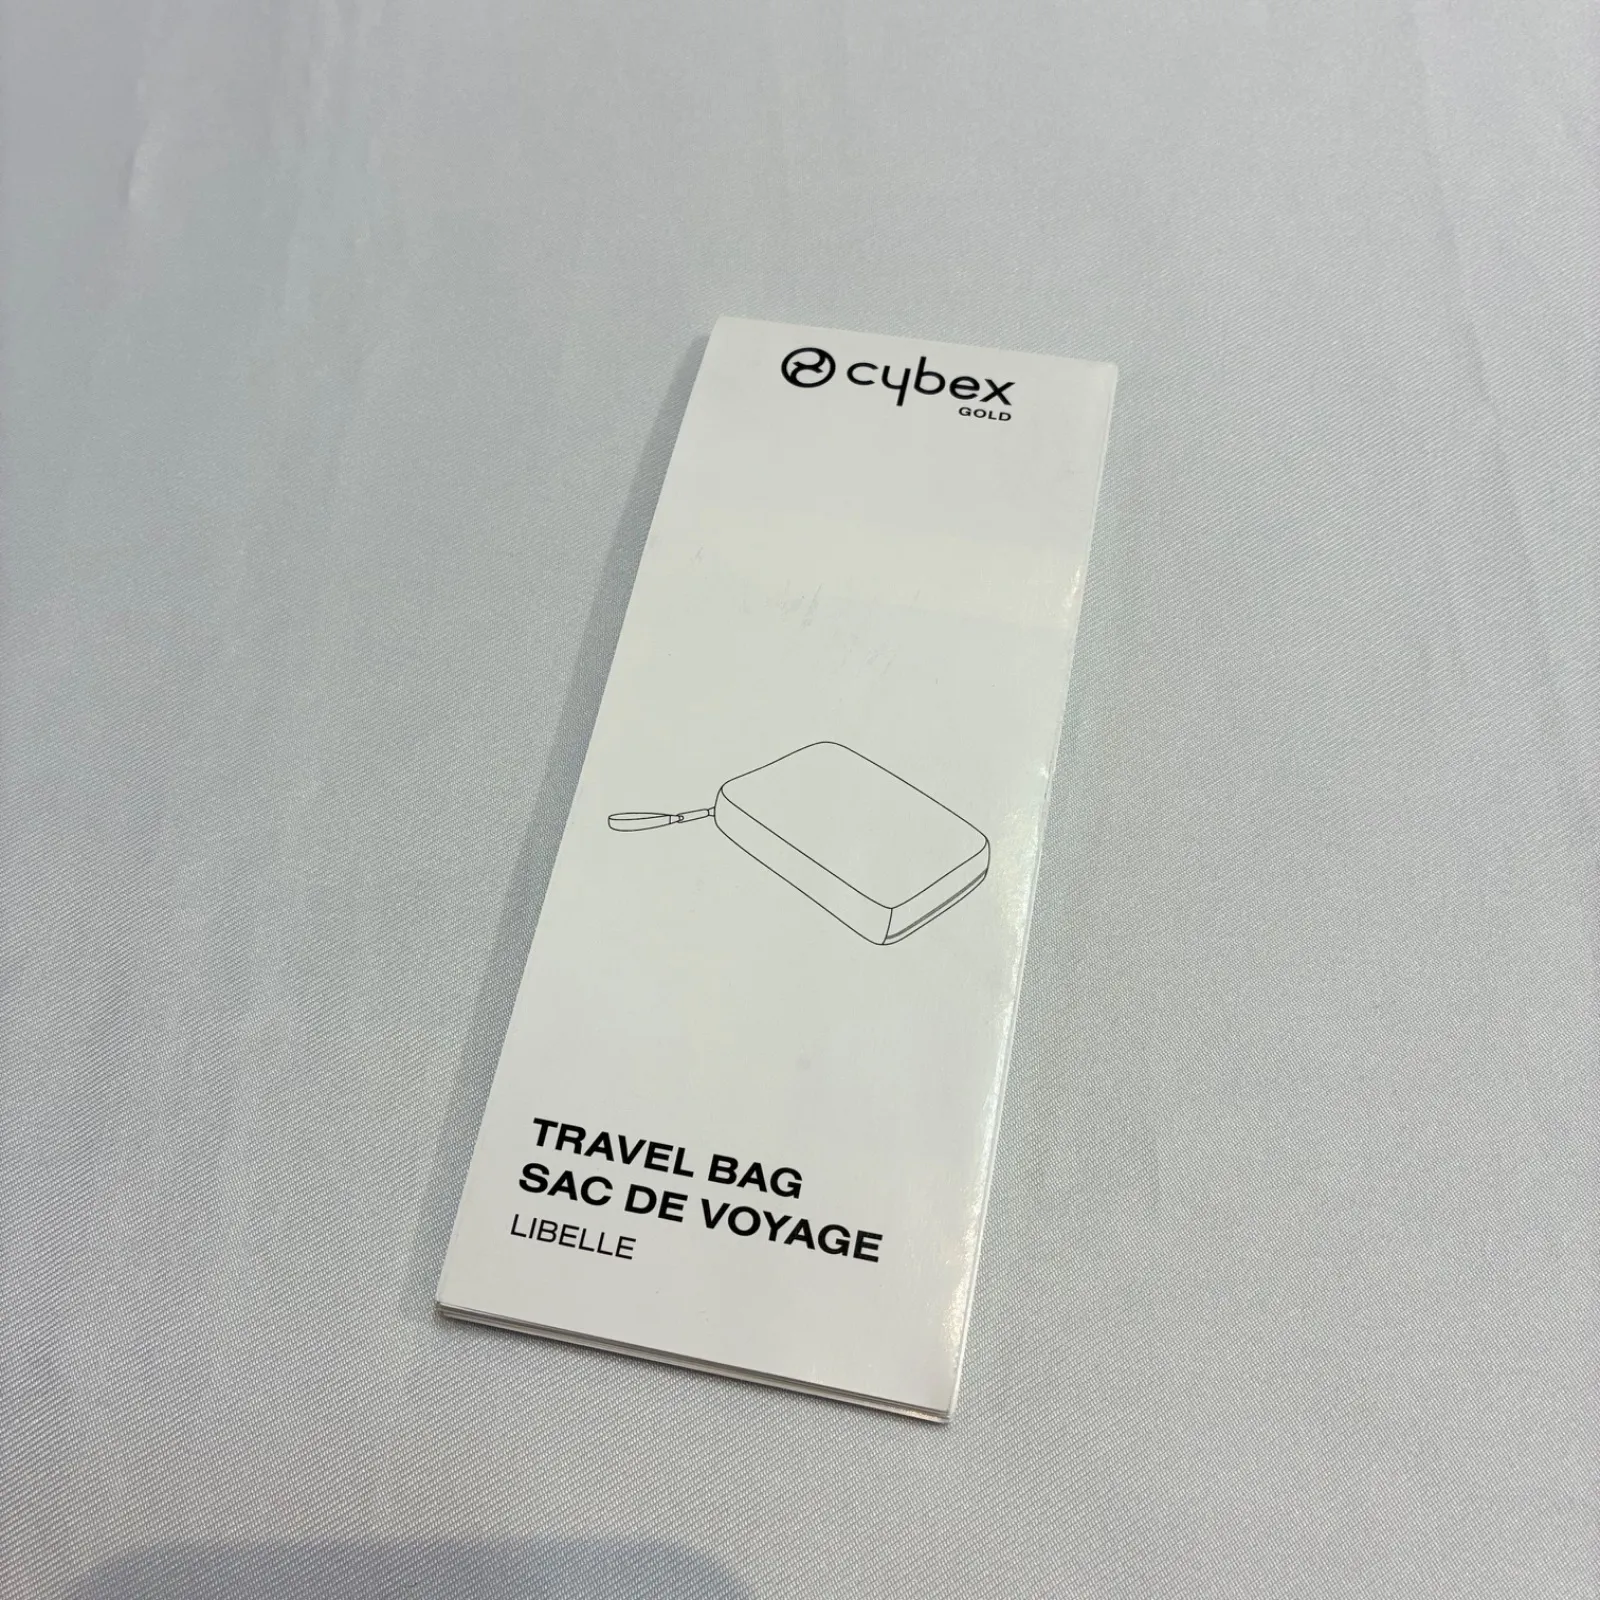 cybex
GOLD
TRAVEL BAG
SAC DE VOYAGE
LIBELLE